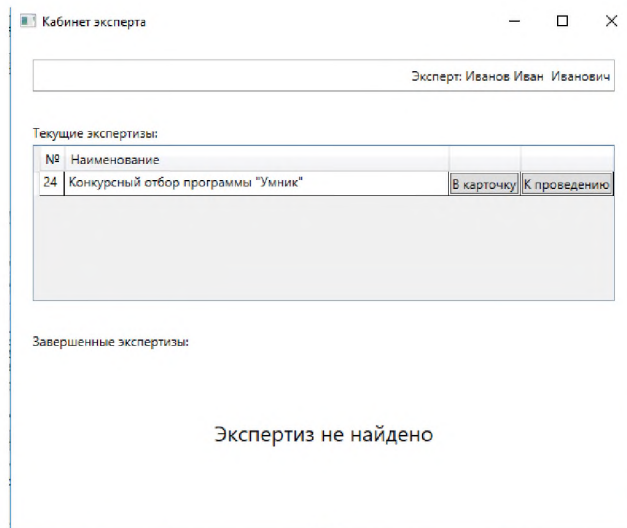 Кабинет эксперта
Эксперт: Иванов Иван Иванович
Текущие экспертизы:
№ Наименование
24 Конкурсный отбор программы "Умник" В карточку К проведению
Завершенные экспертизы:
Экспертиз не найдено